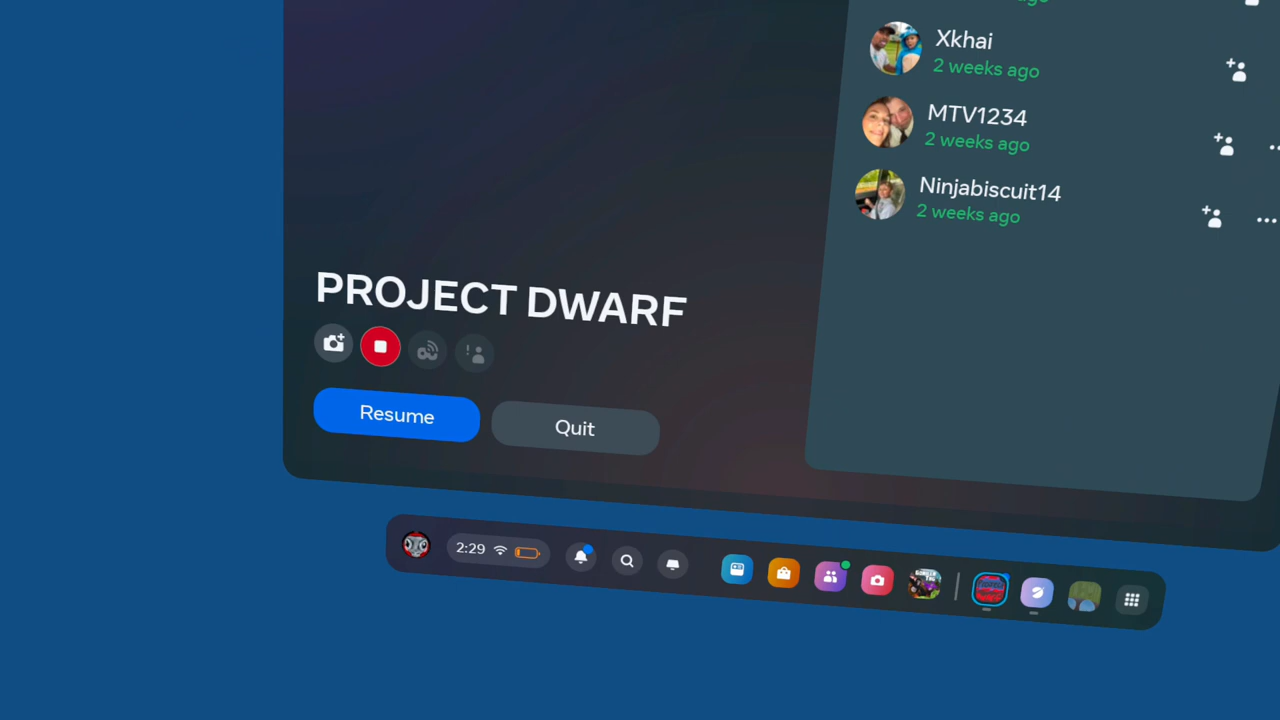 Xkhai
2 weeks ago
MTV1234
2 weeks ago
Ninjabiscuit14
2 weeks ago
PROJECT DWARF
Resume
Quit
2:29